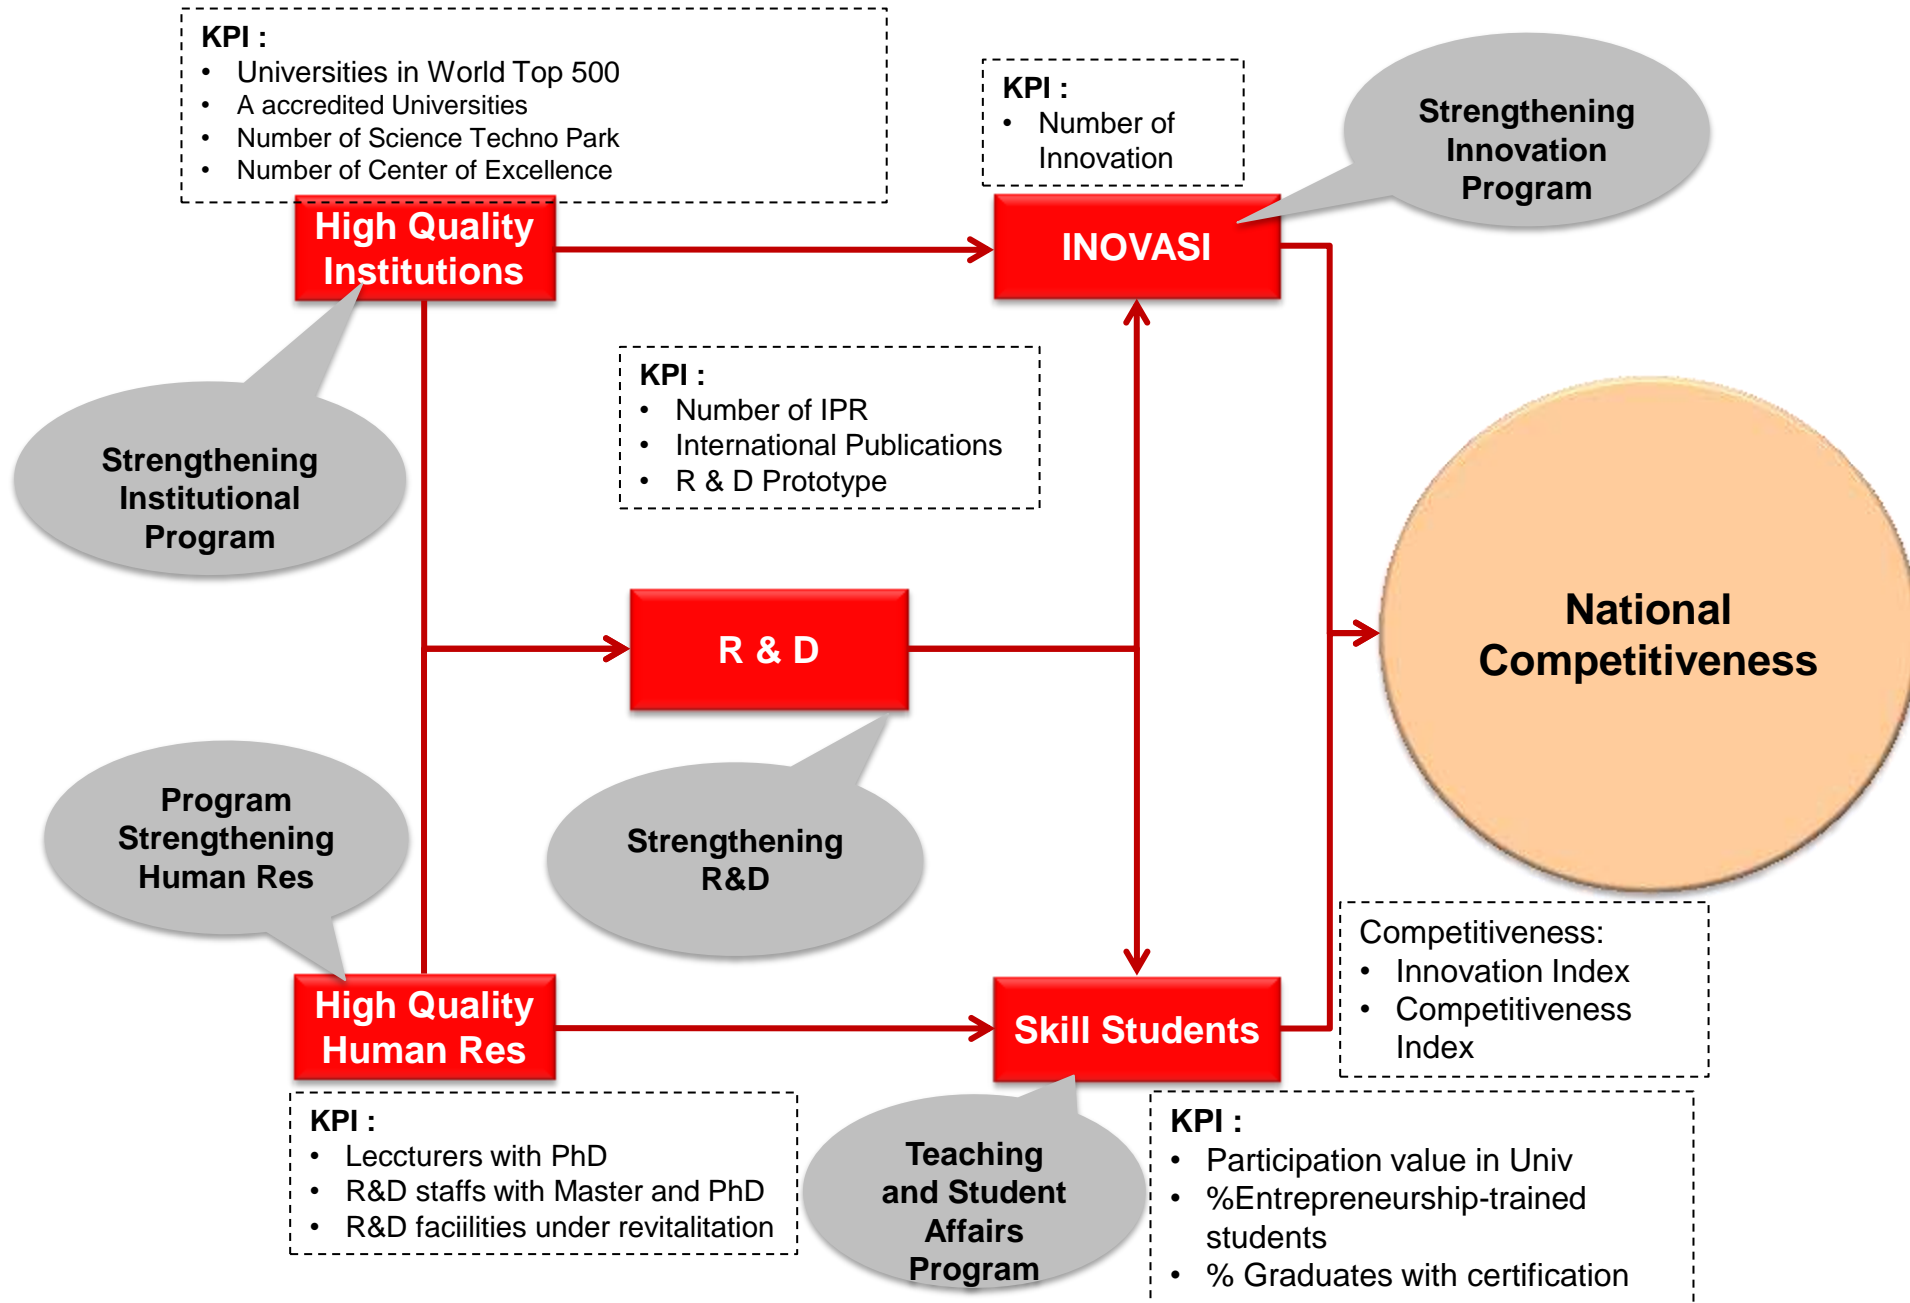 KPI :
• Universities in World Top 500
• A accredited Universities
• Number of Science Techno Park
• Number of Center of Excellence
KPI :
• Number of
Innovation
Strengthening
Innovation
Program
High Quality
Institutions
INOVASI
KPI :
• Number of IPR
• International Publications
• R & D Prototype
Strengthening
Institutional
Program
National
Competitiveness
R & D
Program
Strengthening
Human Res
Strengthening
R&D
Competitiveness:
• Innovation Index
• Competitiveness
Index
High Quality
Human Res
Skill Students
KPI :
• Leccturers with PhD
• R&D staffs with Master and PhD
• R&D faciilities under revitalitation
Teaching
and Student
Affairs
Program
KPI :
• Participation value in Univ
• %Entrepreneurship-trained
students
• % Graduates with certification